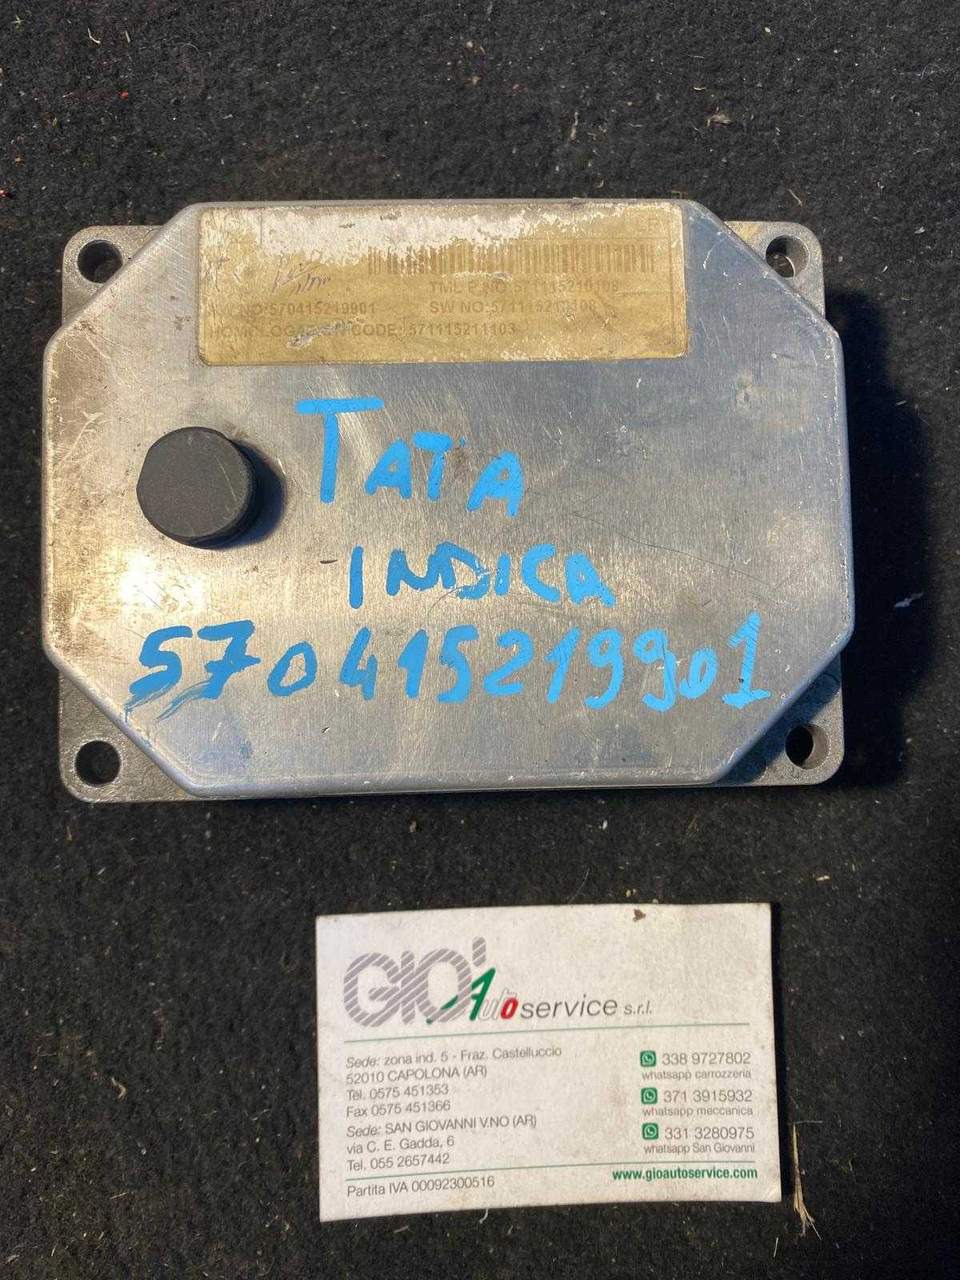 TML P.NO:571115210108
HW NO:570415219901 SW NO:571115210108
HOMOLOGATION CODE: 571115211103
TATA
INDICA
570415219901
GIO' Autoservice s.r.l.
Sede: zona ind. 5 - Fraz. Castelluccio
52010 CAPOLONA (AR)
Tel. 0575 451353
Fax 0575 451366
Sede: SAN GIOVANNI V.NO (AR)
via C. E. Gadda, 6
Tel. 055 2657442
Partita IVA 00092300516
338 9727802
whatsapp carrozzeria
371 3915932
whatsapp meccanica
331 3280975
whatsapp San Giovanni
www.gioautoservice.com